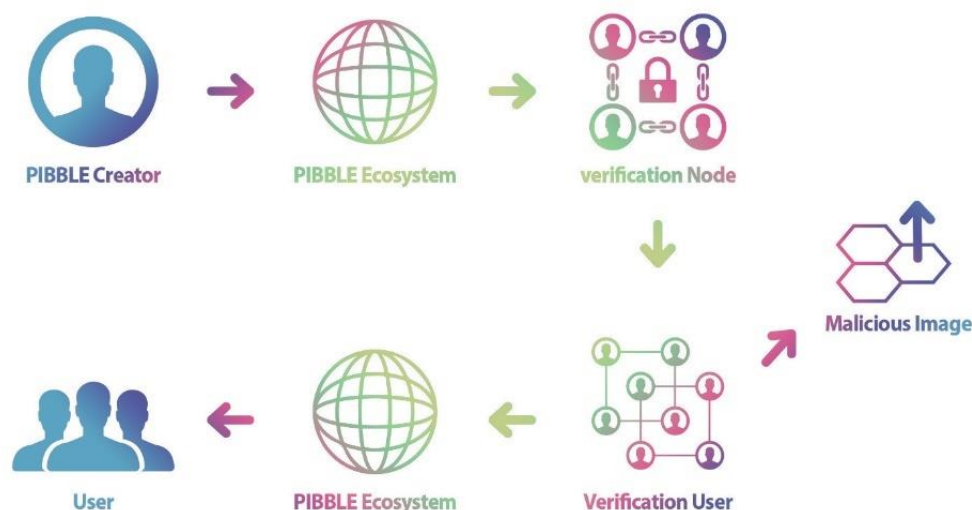 PIBBLE Creator
PIBBLE Ecosystem
verification Node
Malicious Image
User
PIBBLE Ecosystem
Verification User